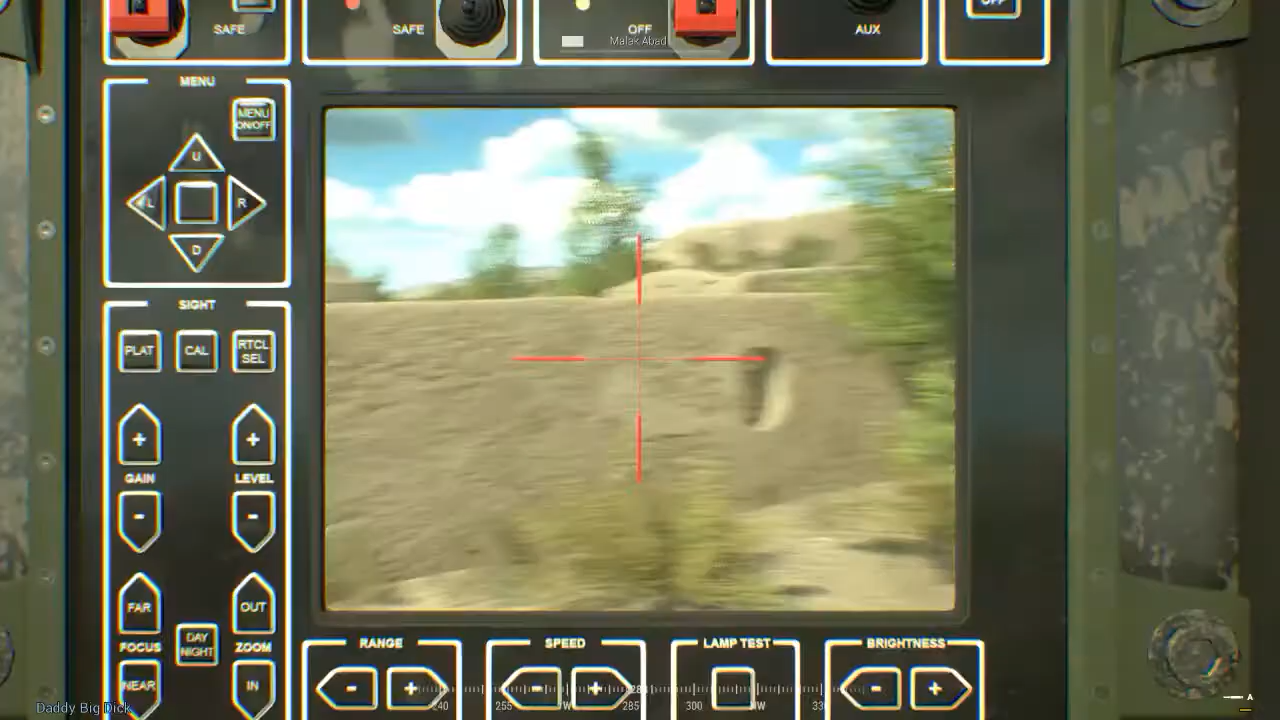 SAFE
SAFE
OFF
AUX
OFF
Malak Abad
MENU
MENU
ON/OFF
U
L
R
D
SIGHT
PLAT
CAL
RTCL
SEL
+
+
GAIN
LEVEL
-
-
FAR
OUT
FOCUS
DAY
NIGHT
ZOOM
NEAR
IN
RANGE
SPEED
LAMP TEST
BRIGHTNESS
-
+
-
+
-
+
284
240
255
W
285
300
NW
Daddy Big Dick
A